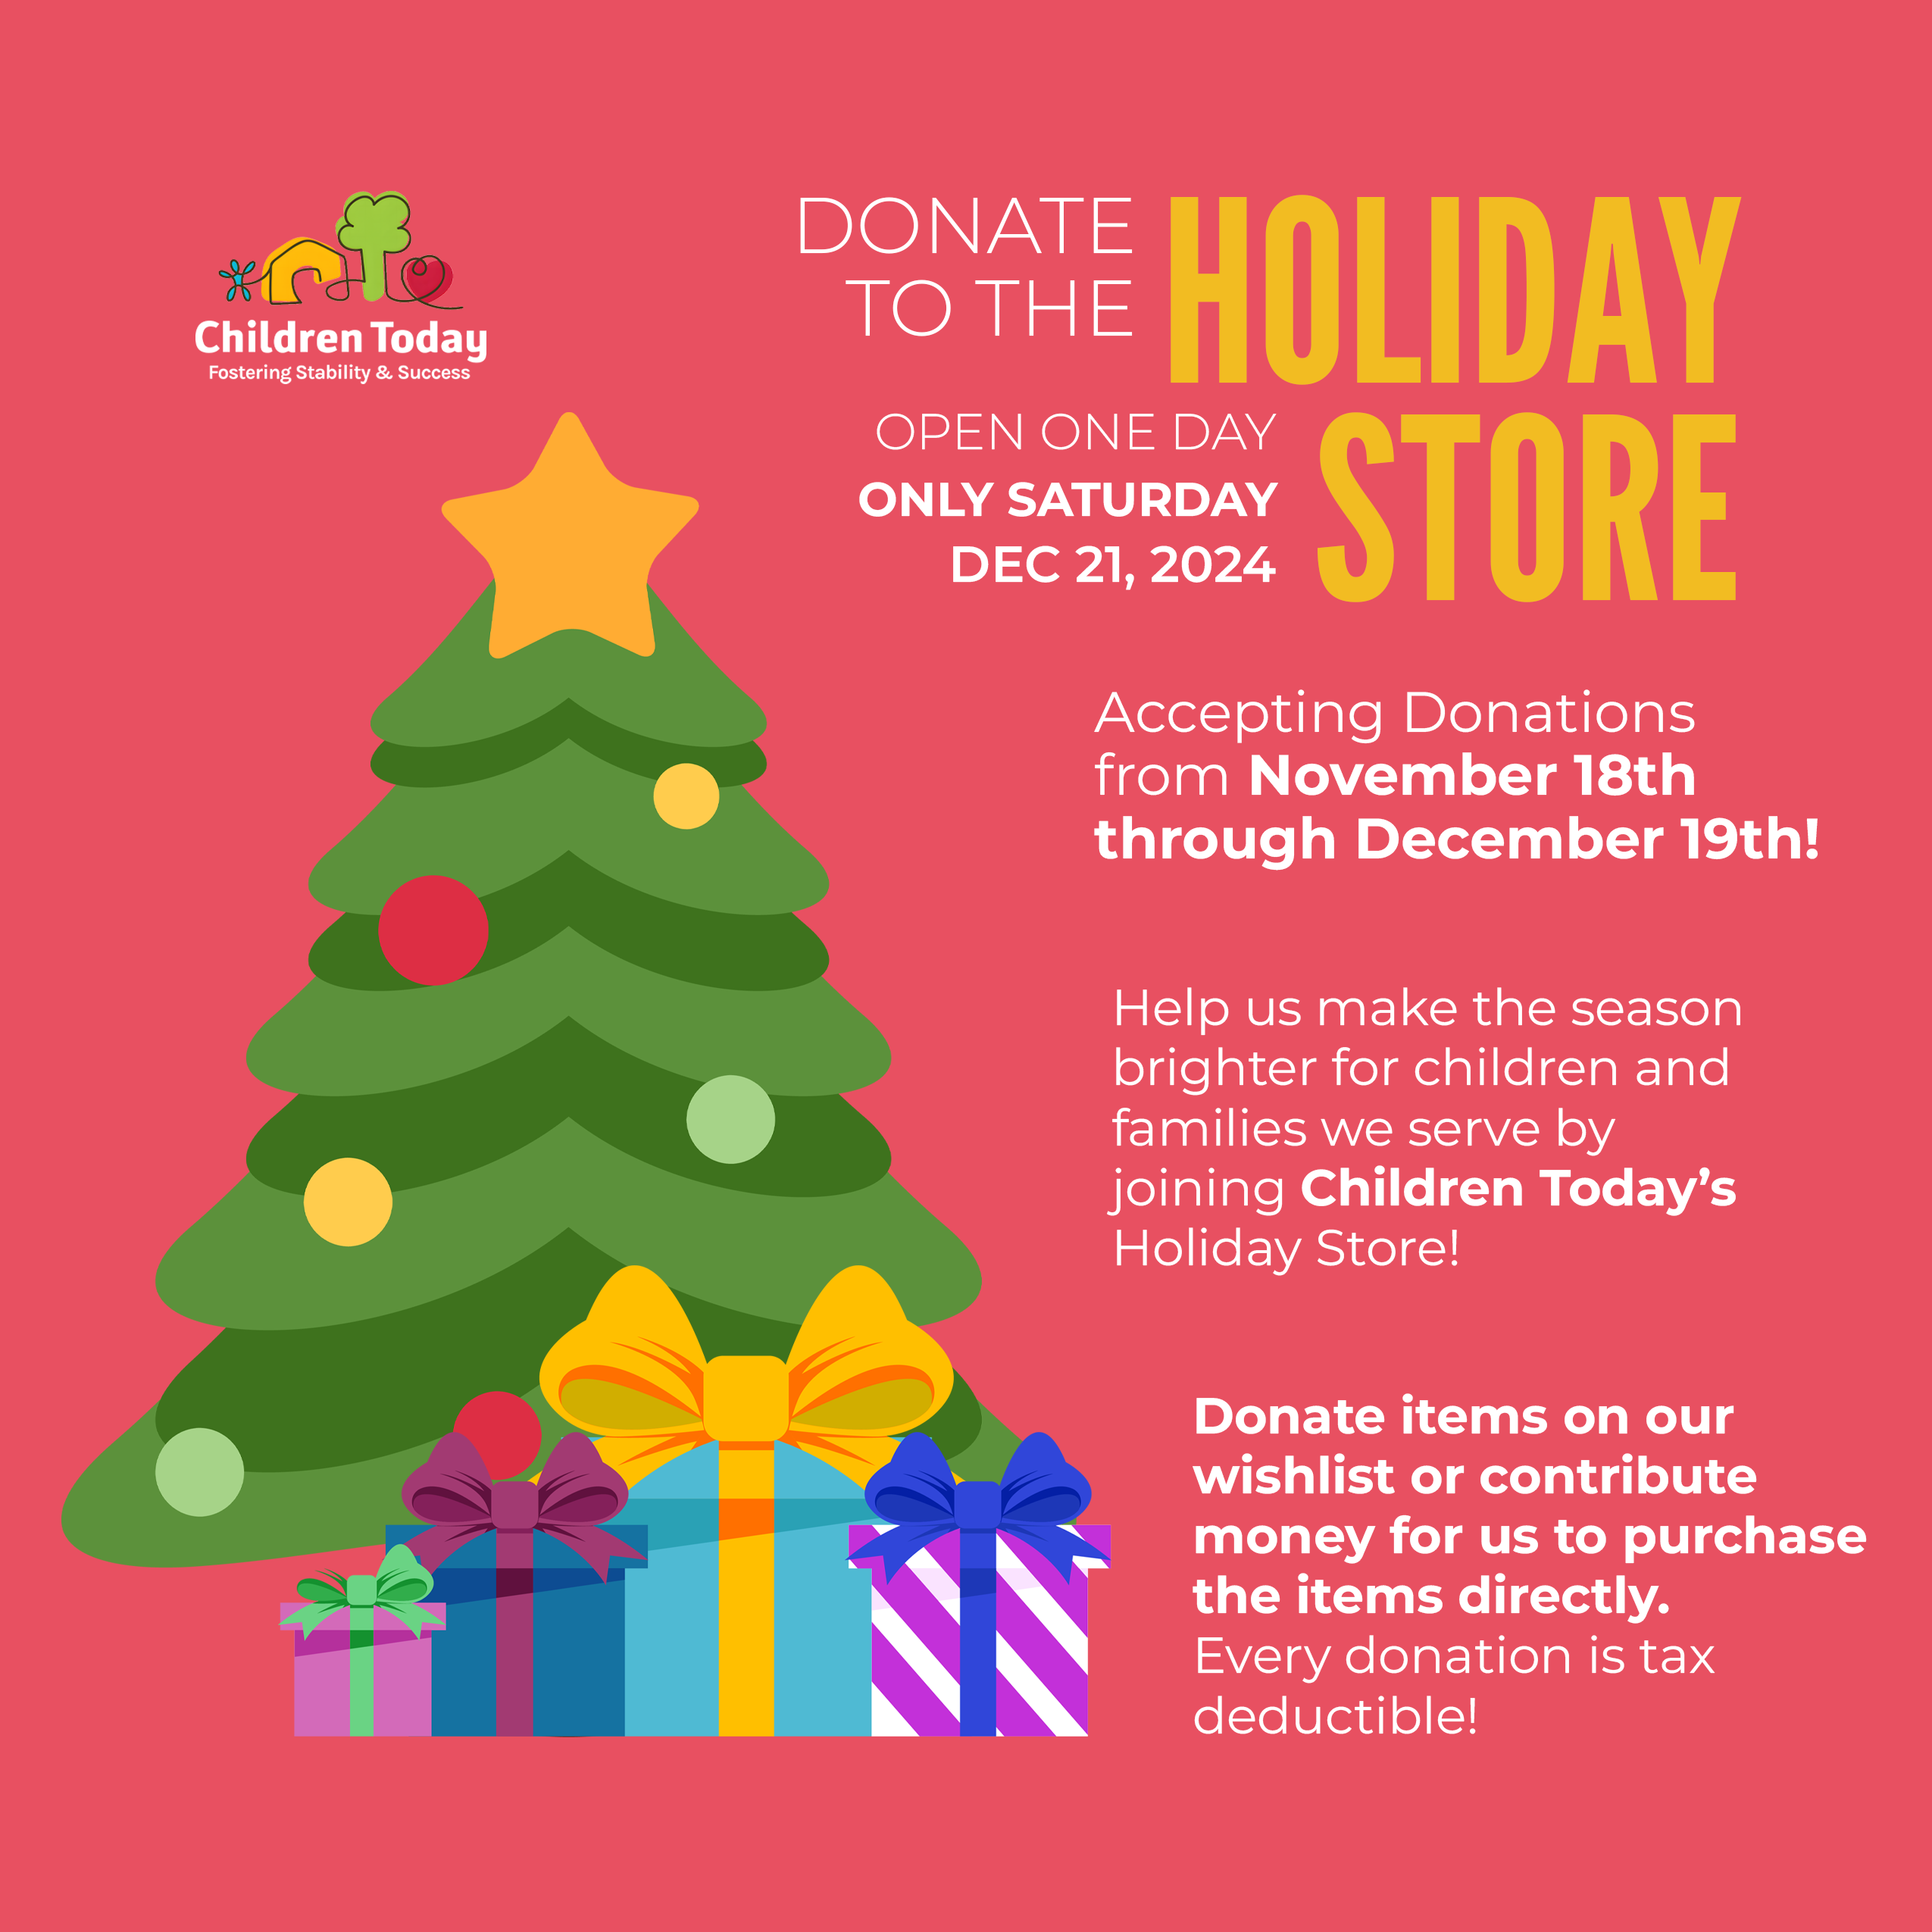 Children Today
Fostering Stability & Success
DONATE
TO THE
HOLIDAY
STORE
OPEN ONE DAY
ONLY SATURDAY
DEC 21, 2024
Accepting Donations
from November 18th
through December 19th!
Help us make the season
brighter for children and
families we serve by
joining Children Today’s
Holiday Store!
Donate items on our
wishlist or contribute
money for us to purchase
the items directly.
Every donation is tax
deductible!